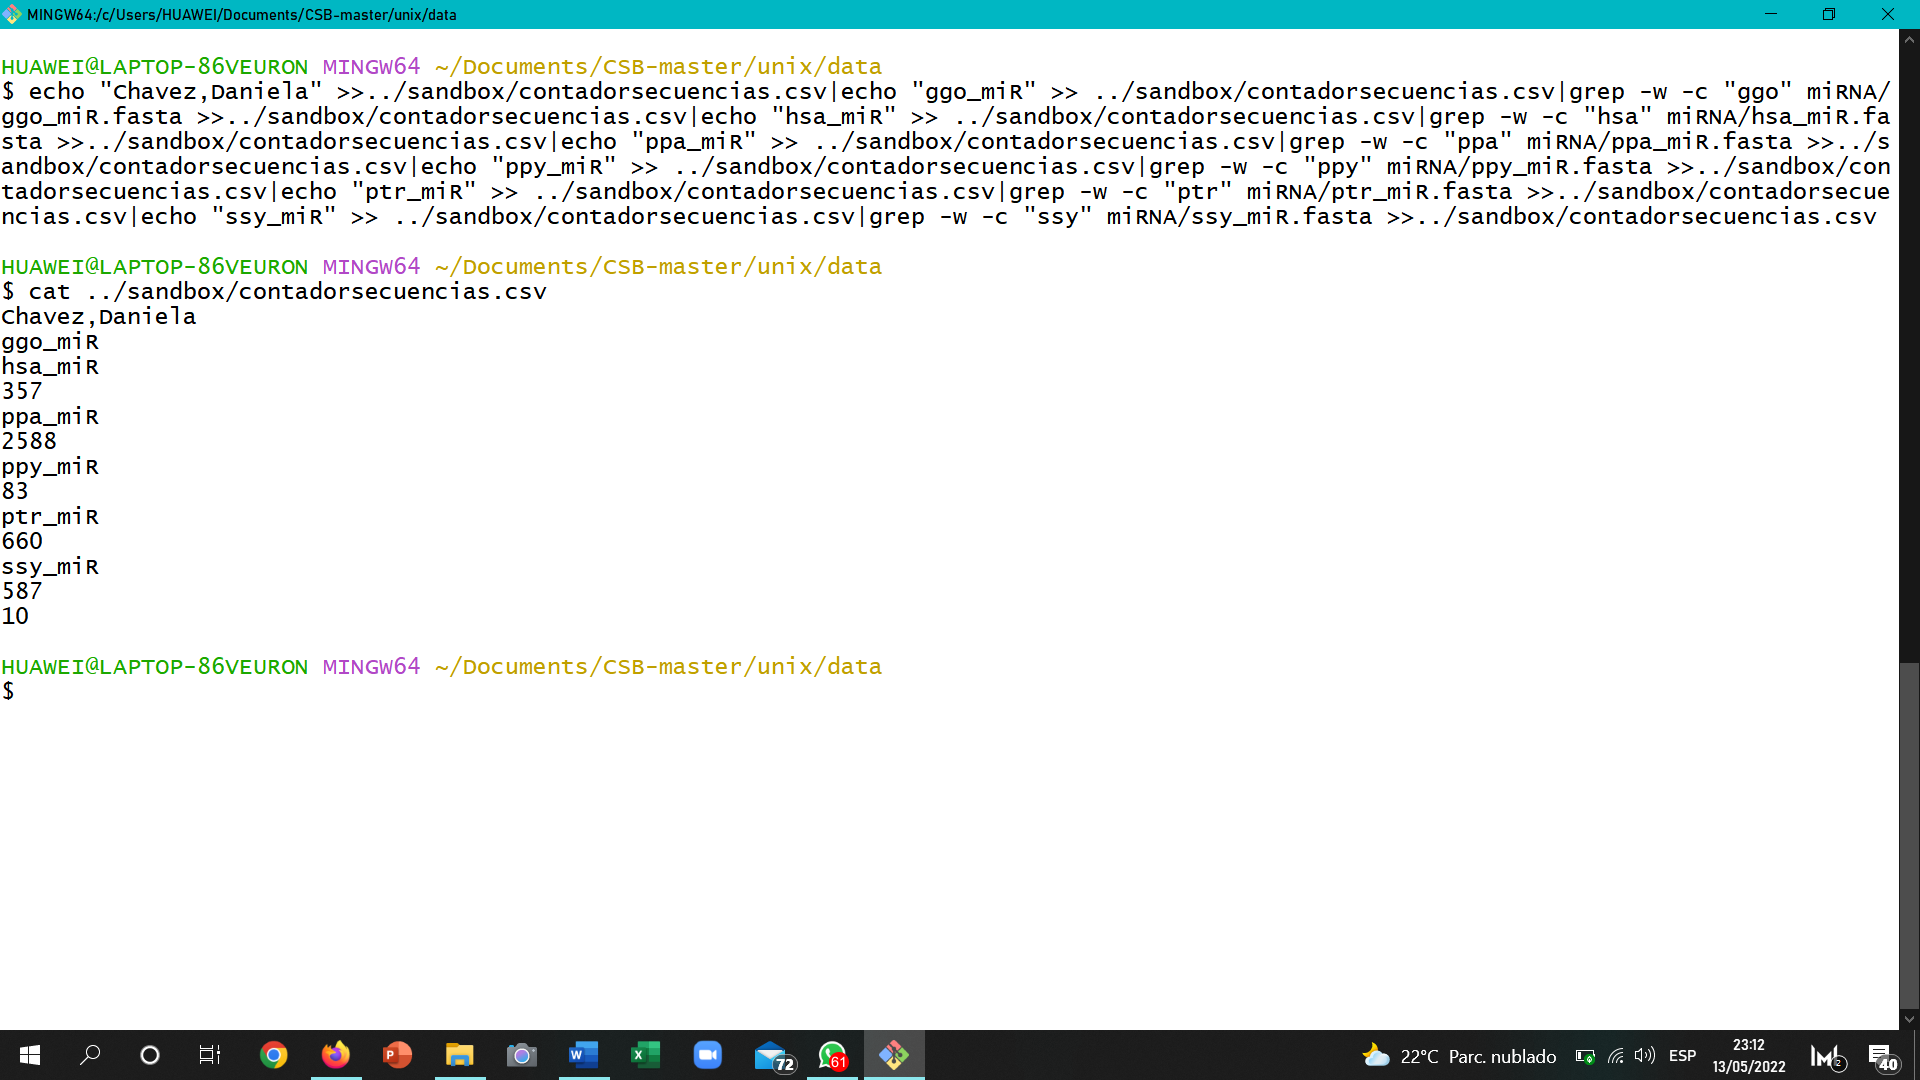 MINGW64:/c/Users/HUAWEI/Documents/CSB-master/unix/data
HUAWEI@LAPTOP-86VEURON MINGW64 ~/Documents/CSB-master/unix/data
$ echo "Chavez,Daniela" >>../sandbox/contadorsecuencias.csv|echo "ggo_miR" >> ../sandbox/contadorsecuencias.csv|grep -w -c "ggo" miRNA/
ggo_miR.fasta >>../sandbox/contadorsecuencias.csv|echo "hsa_miR" >> ../sandbox/contadorsecuencias.csv|grep -w -c "hsa" miRNA/hsa_miR.fa
sta >>../sandbox/contadorsecuencias.csv|echo "ppa_miR" >> ../sandbox/contadorsecuencias.csv|grep -w -c "ppa" miRNA/ppa_miR.fasta >>../s
andbox/contadorsecuencias.csv|echo "ppy_miR" >> ../sandbox/contadorsecuencias.csv|grep -w -c "ppy" miRNA/ppy_miR.fasta >>../sandbox/con
tadorsecuencias.csv|echo "ptr_miR" >> ../sandbox/contadorsecuencias.csv|grep -w -c "ptr" miRNA/ptr_miR.fasta >>../sandbox/contadorsecue
ncias.csv|echo "ssy_miR" >> ../sandbox/contadorsecuencias.csv|grep -w -c "ssy" miRNA/ssy_miR.fasta >>../sandbox/contadorsecuencias.csv
HUAWEI@LAPTOP-86VEURON MINGW64 ~/Documents/CSB-master/unix/data
$ cat ../sandbox/contadorsecuencias.csv
Chavez,Daniela
ggo_miR
hsa_miR
357
ppa_miR
2588
ppy_miR
83
ptr_miR
660
ssy_miR
587
10
HUAWEI@LAPTOP-86VEURON MINGW64 ~/Documents/CSB-master/unix/data
$
72
61
22°C Parc. nublado
ESP
23:12
13/05/2022
2
40